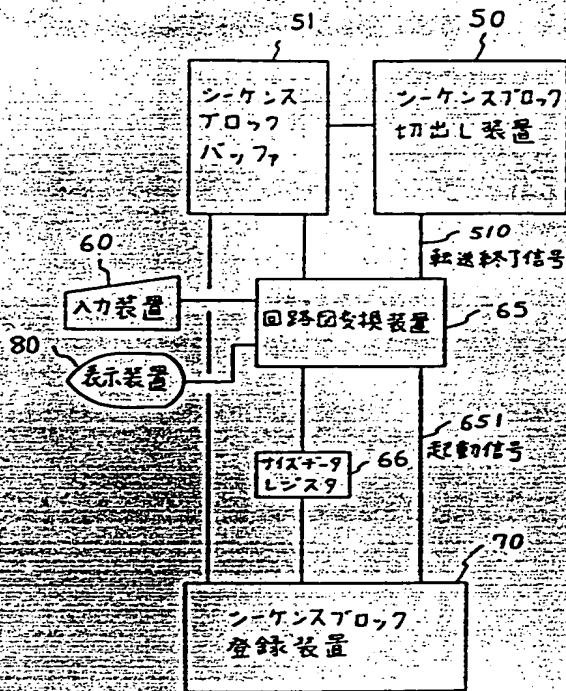 51
50
シーケンス
ブロック
バッファ
シーケンスブロック
切出し装置
60
510
転送終了信号
入力装置
回路図変換装置
65
80
表示装置
651
起動信号
サイズデータ
レジスタ
66
70
シーケンスブロック
登録装置